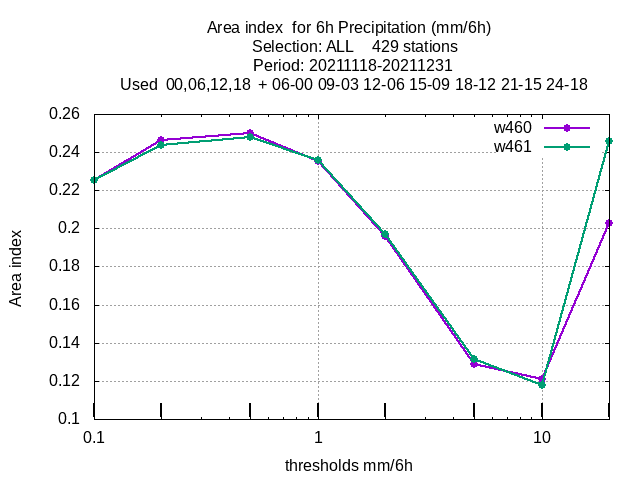 Area index  for 6h Precipitation (mm/6h)
Selection: ALL    429 stations
Period: 20211118-20211231
Used  00,06,12,18  + 06-00 09-03 12-06 15-09 18-12 21-15 24-18
w460
w461
0.26
0.24
0.22
0.2
0.18
0.16
0.14
0.12
0.1
Area index
0.1 1 10
thresholds mm/6h